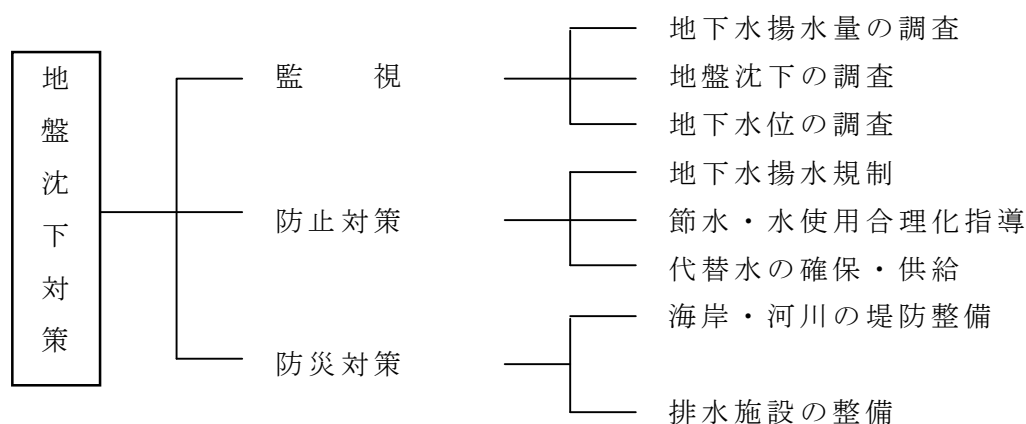 地盤沈下対策
監　　視
地下水揚水量の調査
地盤沈下の調査
地下水位の調査
防止対策
地下水揚水規制
節水・水使用合理化指導
代替水の確保・供給
防災対策
海岸・河川の堤防整備
排水施設の整備